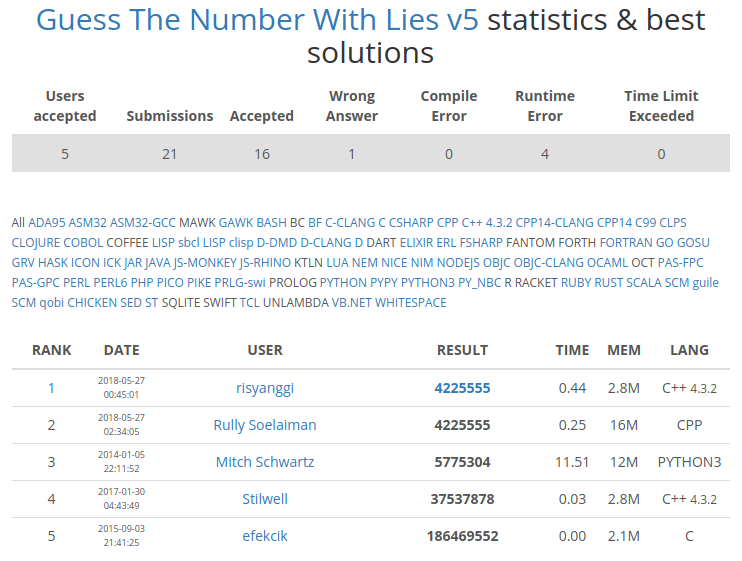 Guess The Number With Lies v5 statistics & best
solutions
Users accepted Submissions Accepted Wrong Answer Compile Error Runtime Error Time Limit Exceeded
5 21 16 1 0 4 0
All ADA95 ASM32 ASM32-GCC MAWK GAWK BASH BC BF C-CLANG C CSHARP CPP C++ 4.3.2 CPP14-CLANG CPP14 C99 CLPS
CLOJURE COBOL COFFEE LISP sbcl LISP clisp D-DMD D-CLANG D DART ELIXIR ERL FSHARP FANTOM FORTH FORTRAN GO GOSU
GRV HASK ICON ICK JAR JAVA JS-MONKEY JS-RHINO KTLN LUA NEM NICE NIM NODEJS OBJC OBJC-CLANG OCAML OCT PAS-FPC
PAS-GPC PERL PERL6 PHP PICO PIKE PRLG-swi PROLOG PYTHON PYPY PYTHON3 PY_NBC R RACKET RUBY RUST SCALA SCM guile
SCM qobi CHICKEN SED ST SQLITE SWIFT TCL UNLAMBDA VB.NET WHITESPACE
RANK DATE USER RESULT TIME MEM LANG
1 2018-05-27 00:45:01 risyanggi 4225555 0.44 2.8M C++ 4.3.2
2 2018-05-27 02:34:05 Rully Soelaiman 4225555 0.25 16M CPP
3 2014-01-05 22:11:52 Mitch Schwartz 5775304 11.51 12M PYTHON3
4 2017-01-30 04:43:49 Stilwell 37537878 0.03 2.8M C++ 4.3.2
5 2015-09-03 21:41:25 efekcik 186469552 0.00 2.1M C